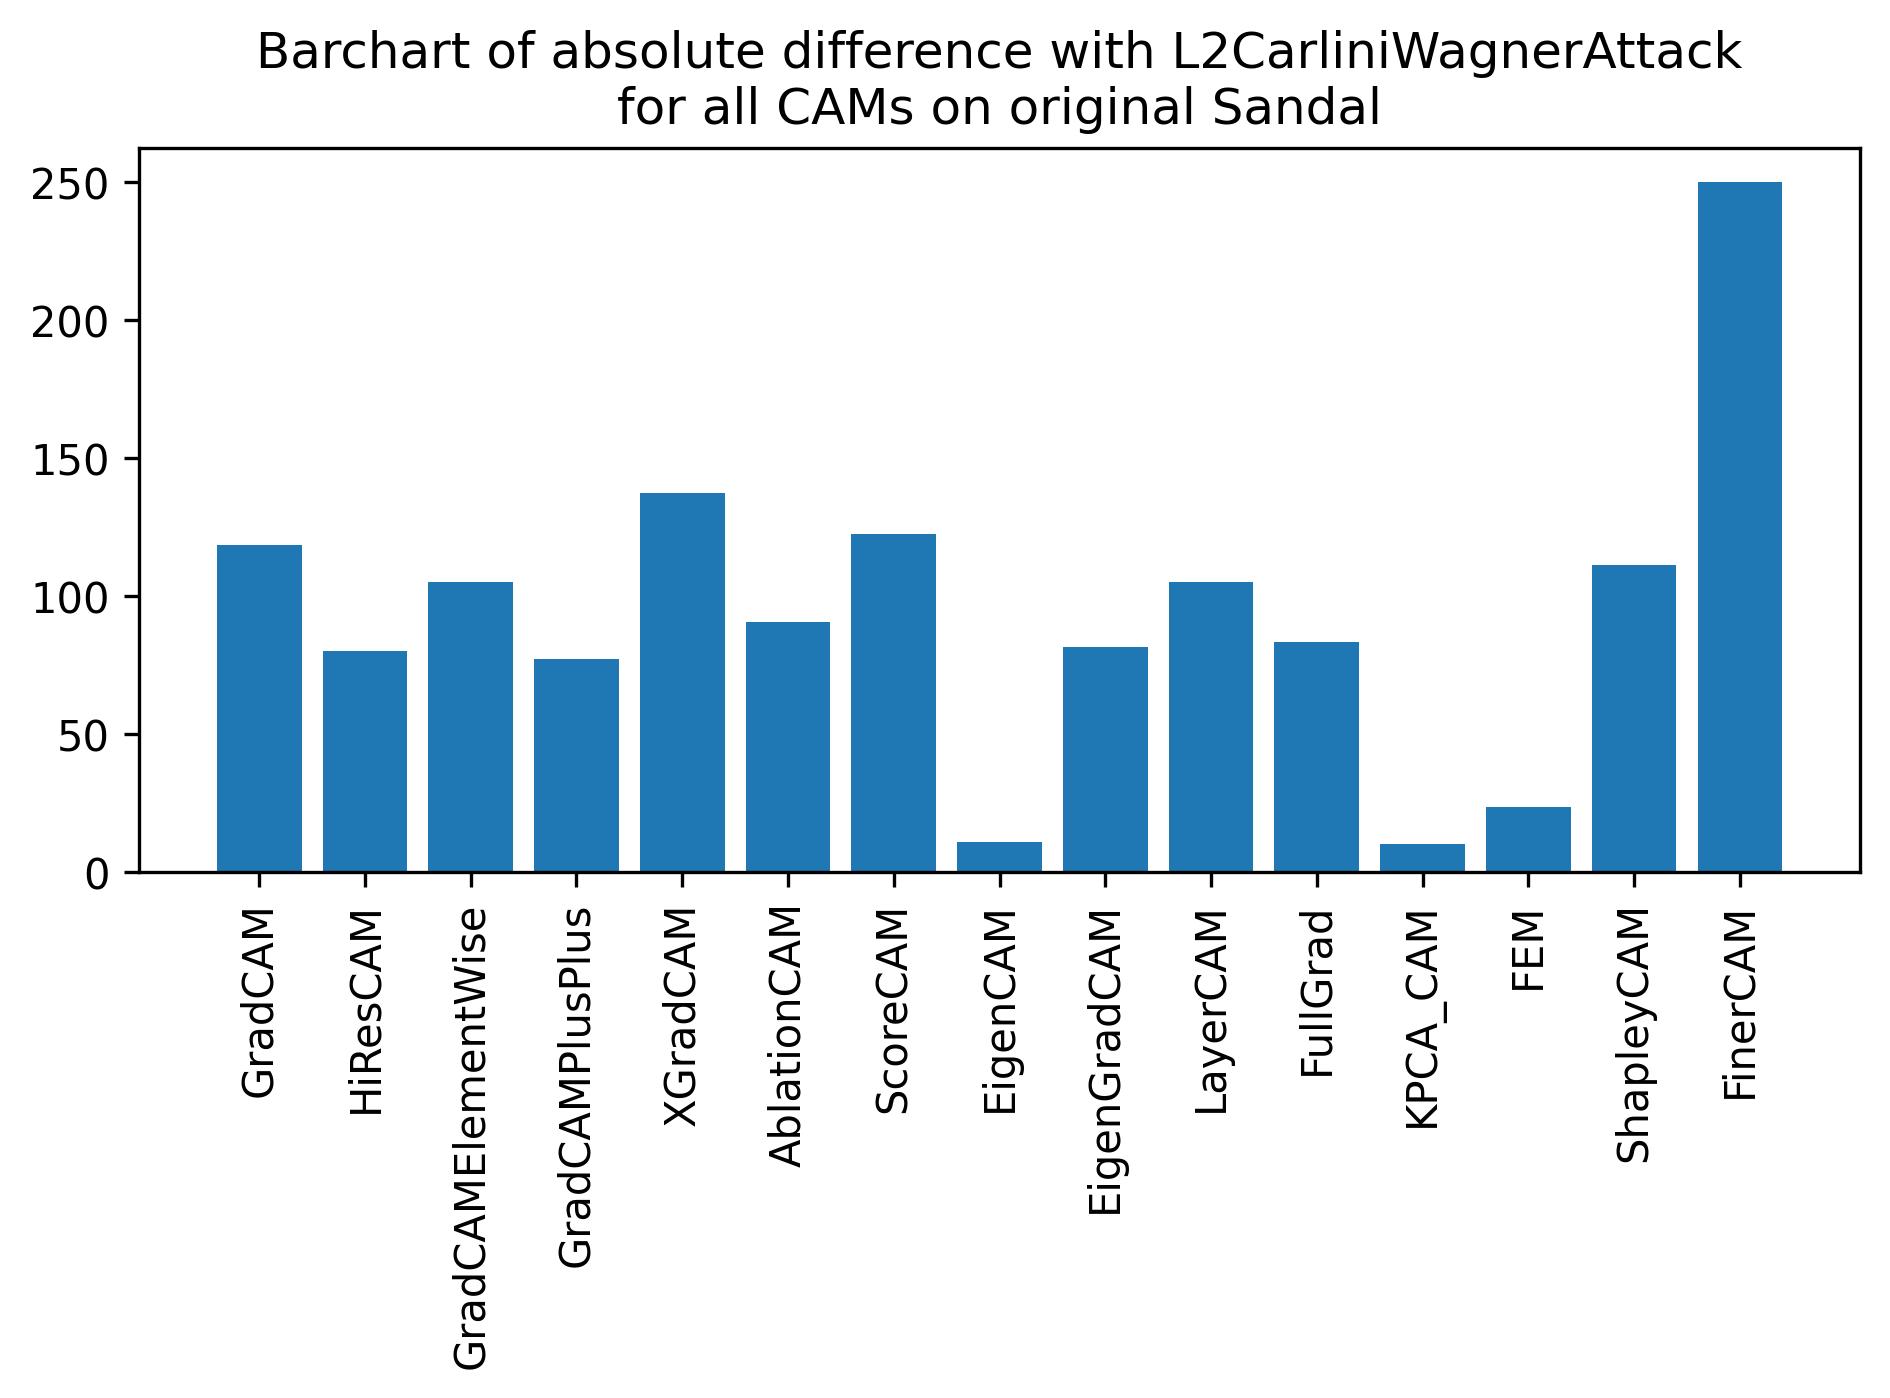 Barchart of absolute difference with L2CarliniWagnerAttack
for all CAMs on original Sandal
250
200
150
100
50
0
GradCAM
HiResCAM
GradCAMElementWise
GradCAMPlusPlus
XGradCAM
AblationCAM
ScoreCAM
EigenCAM
EigenGradCAM
LayerCAM
FullGrad
KPCA_CAM
FEM
ShapleyCAM
FinerCAM